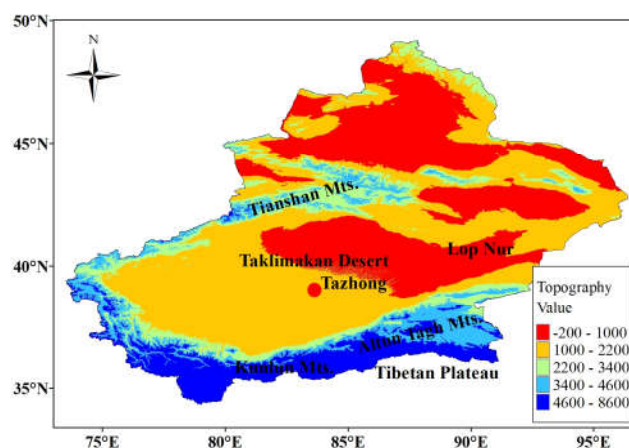 50°N
N
45°N
Tianshan Mts.
Lop Nur
Taklimakan Desert
40°N
Tazhong
Topography
Value
-200 - 1000
1000 - 2200
2200 - 3400
3400 - 4600
4600 - 8600
Altun Tagh Mts.
Kunlun Mts.
Tibetan Plateau
35°N
75°E
80°E
85°E
90°E
95°E